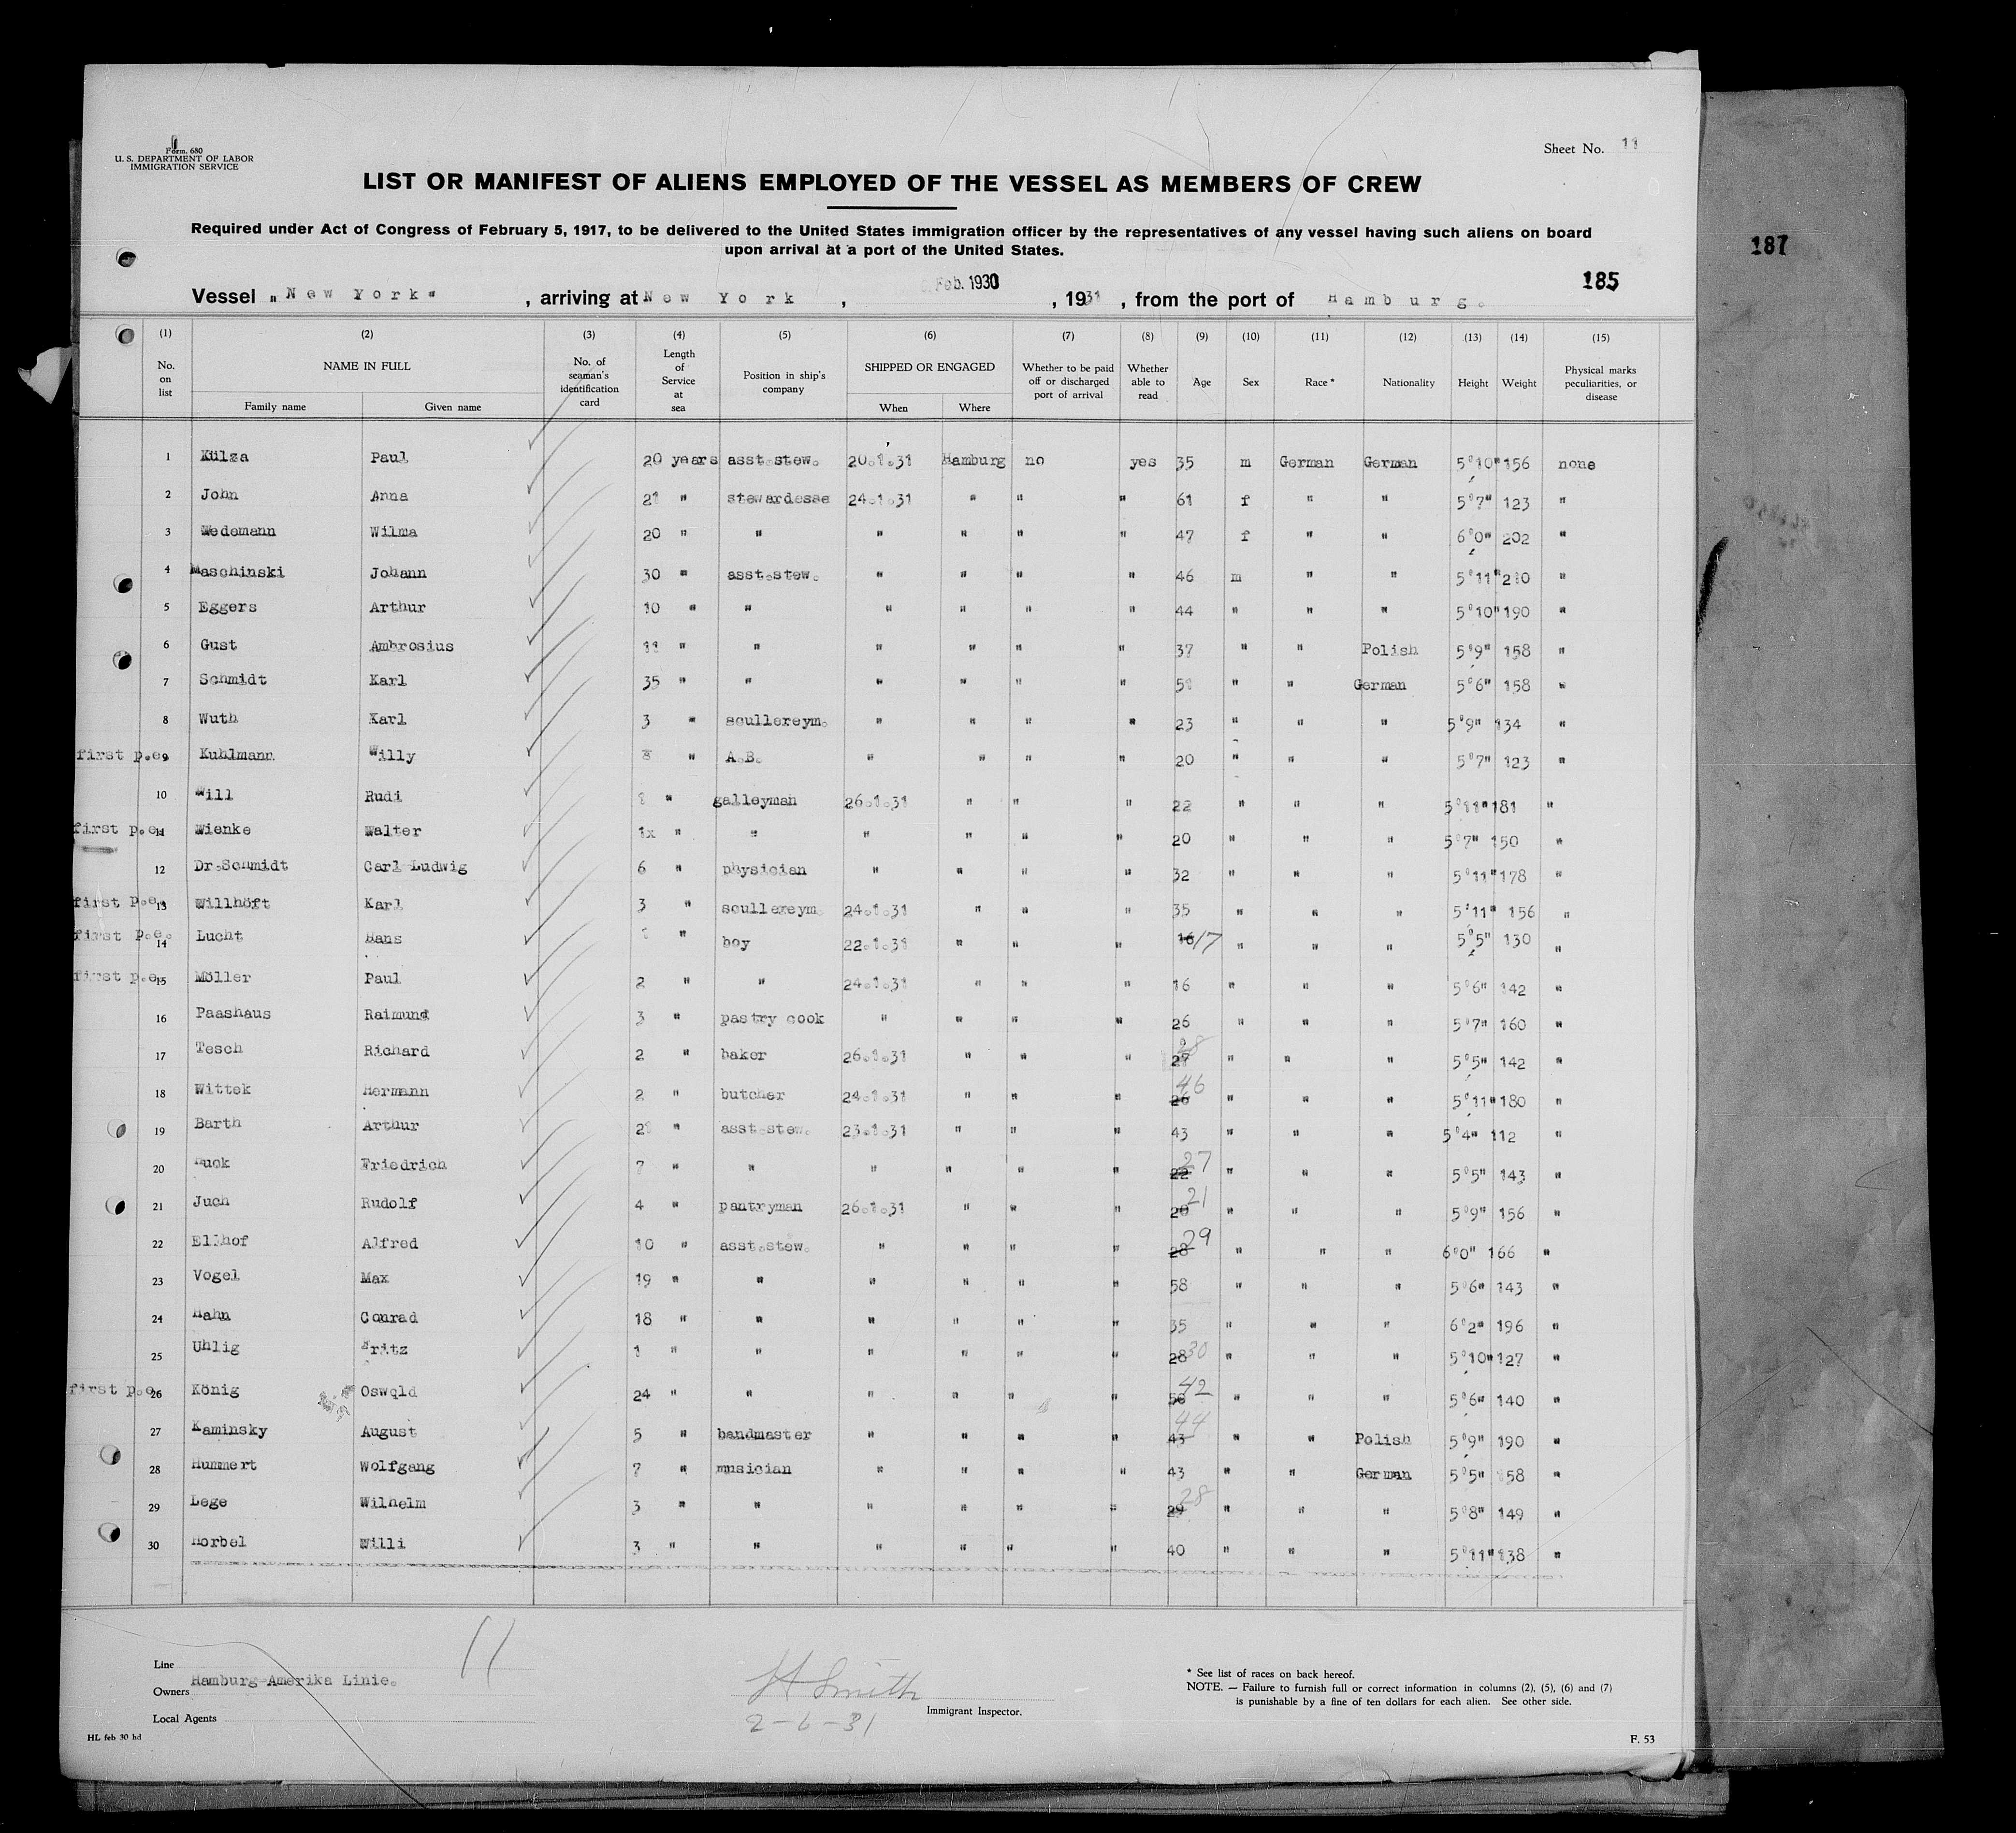 Form. 680
U. S. DEPARTMENT OF LABOR
IMMIGRATION SERVICE
Sheet No. 11
LIST OR MANIFEST OF ALIENS EMPLOYED OF THE VESSEL AS MEMBERS OF CREW
Required under Act of Congress of February 5, 1917, to be delivered to the United States immigration officer by the representatives of any vessel having such aliens on board
upon arrival at a port of the United States.
187
185
Feb. 1930
Vessel "New York" , arriving at New York , , 1931 , from the port of Hamburg.
(1) (2) (3) (4) (5) (6) (7) (8) (9) (10) (11) (12) (13) (14) (15)
No. on list NAME IN FULL Family name Given name No. of seaman's identification card Length of Service at sea Position in ship's company SHIPPED OR ENGAGED When Where Whether to be paid off or discharged port of arrival Whether able to read Age Sex Race * Nationality Height Weight Physical marks peculiarities, or disease
1 Külza Paul 20 years asst.stew. 20.1.31 Hamburg no yes 35 m German German 5'10" 156 none
2 John Anna 21 " stewardesse 24.1.31 " " " 61 f " " 5'7" 123 "
3 Wedemann Wilma 20 " " " " " " 47 f " " 6'0" 202 "
4 Maschinski Johann 30 " asst.stew. " " " " 46 m " " 5'11" 210 "
5 Eggers Arthur 10 " " " " " " 44 " " " 5'10" 190 "
6 Gust Ambrosius 11 " " " " " " 37 " " Polish 5'9" 158 "
7 Schmidt Karl 35 " " " " " " 51 " " German 5'6" 158 "
8 Wuth Karl 3 " scullereym. " " " " 23 " " " 5'9" 134 "
first p.e. 9 Kuhlmann Willy " A.B. " " " " 20 " " " 5'7" 123 "
10 Will Rudi 1 " galleyman 26.1.31 " " " 22 " " " 5'11" 181 "
first p.e. 11 Wienke Walter 1x " " " " " " 20 " " " 5'7" 150 "
12 Dr.Schmidt Carl Ludwig 6 " physician " " " " 32 " " " 5'11" 178 "
first p.e. 13 Willhöft Karl 3 " scullereym 24.1.31 " " " 35 " " " 5'11" 156 "
first p.e. 14 Lucht Hans 1 " boy 22.1.31 " " " 16 17 " " " 5'5" 130 "
first p.e. 15 Möller Paul 2 " " 24.1.31 " " " 16 " " " 5'6" 142 "
16 Paashaus Raimund 3 " pastry cook " " " " 26 " " " 5'7" 160 "
17 Tesch Richard 2 " baker 26.1.31 " " " 27 28 " " " 5'5" 142 "
18 Wittek Hermann 2 " butcher 24.1.31 " " " 26 46 " " " 5'11" 180 "
19 Barth Arthur 21 " asst.stew. 23.1.31 " " " 43 " " " 5'4" 112 "
20 Muck Friedrich 7 " " " " " " 22 27 " " " 5'5" 143 "
21 Juch Rudolf 4 " pantryman 26.1.31 " " " 20 21 " " " 5'9" 156 "
22 Ellhof Alfred 10 " asst.stew. " " " " 28 29 " " " 6'0" 166 "
23 Vogel Max 19 " " " " " " 58 " " " 5'6" 143 "
24 Hahn Conrad 18 " " " " " " 35 " " " 6'2" 196 "
25 Uhlig Fritz 1 " " " " " " 28 30 " " " 5'10" 127 "
first p.e. 26 König Oswqld 24 " " " " " " 42 " " " 5'6" 140 "
27 Kaminsky August 5 " bandmaster " " " " 43 44 " " Polish 5'9" 190 "
28 Hummert Wolfgang 7 " musician " " " " 43 " " German 5'5" 158 "
29 Lege Wilhelm 3 " " " " " " 29 28 " " " 5'8" 149 "
30 Horbel Willi 3 " " " " " " 40 " " " 5'11" 138 "
11
Line
Owners Hamburg-Amerika Linie.
Local Agents
H Smith
2-6-31
Immigrant Inspector.
* See list of races on back hereof.
NOTE. — Failure to furnish full or correct information in columns (2), (5), (6) and (7)
is punishable by a fine of ten dollars for each alien. See other side.
HL feb 30 hd
F. 53